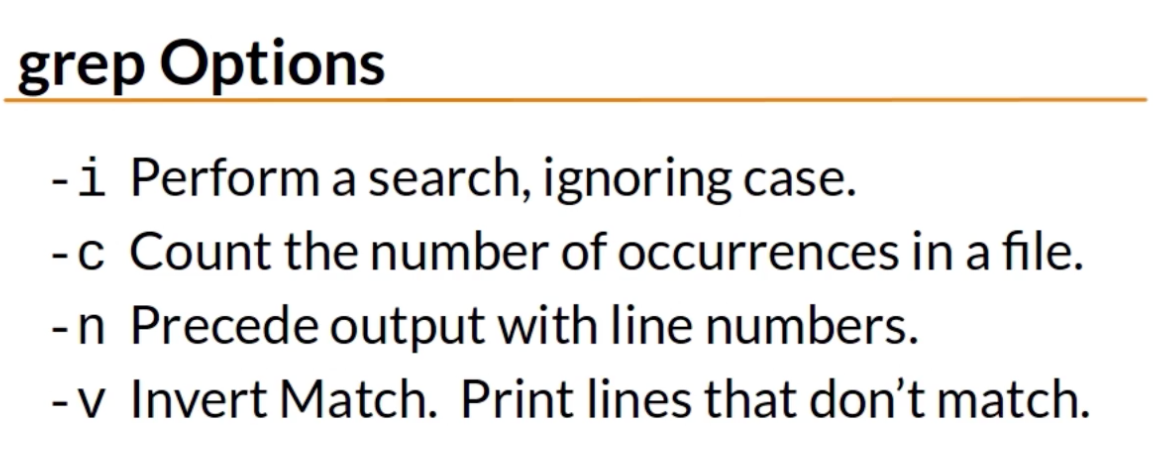 grep Options
-i Perform a search, ignoring case.
-c Count the number of occurrences in a file.
-n Precede output with line numbers.
-v Invert Match.  Print lines that don’t match.